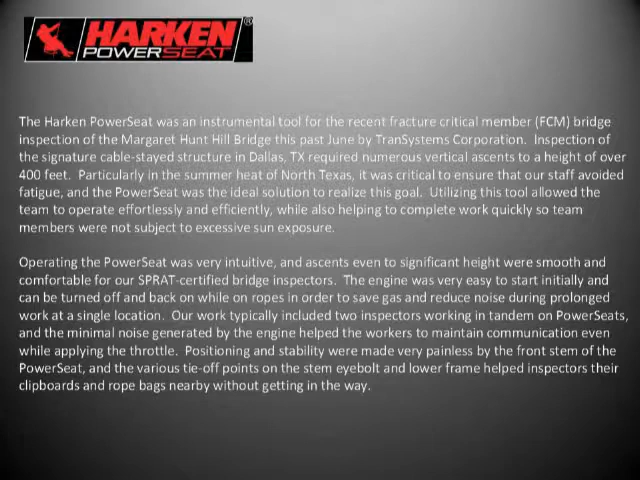 HARKEN®
POWERSEAT
The Harken PowerSeat was an instrumental tool for the recent fracture critical member (FCM) bridge
inspection of the Margaret Hunt Hill Bridge this past June by TranSystems Corporation.  Inspection of
the signature cable-stayed structure in Dallas, TX required numerous vertical ascents to a height of over
400 feet.  Particularly in the summer heat of North Texas, it was critical to ensure that our staff avoided
fatigue, and the PowerSeat was the ideal solution to realize this goal.  Utilizing this tool allowed the
team to operate effortlessly and efficiently, while also helping to complete work quickly so team
members were not subject to excessive sun exposure.
Operating the PowerSeat was very intuitive, and ascents even to significant height were smooth and
comfortable for our SPRAT-certified bridge inspectors.  The engine was very easy to start initially and
can be turned off and back on while on ropes in order to save gas and reduce noise during prolonged
work at a single location.  Our work typically included two inspectors working in tandem on PowerSeats,
and the minimal noise generated by the engine helped the workers to maintain communication even
while applying the throttle.  Positioning and stability were made very painless by the front stem of the
PowerSeat, and the various tie-off points on the stem eyebolt and lower frame helped inspectors their
clipboards and rope bags nearby without getting in the way.